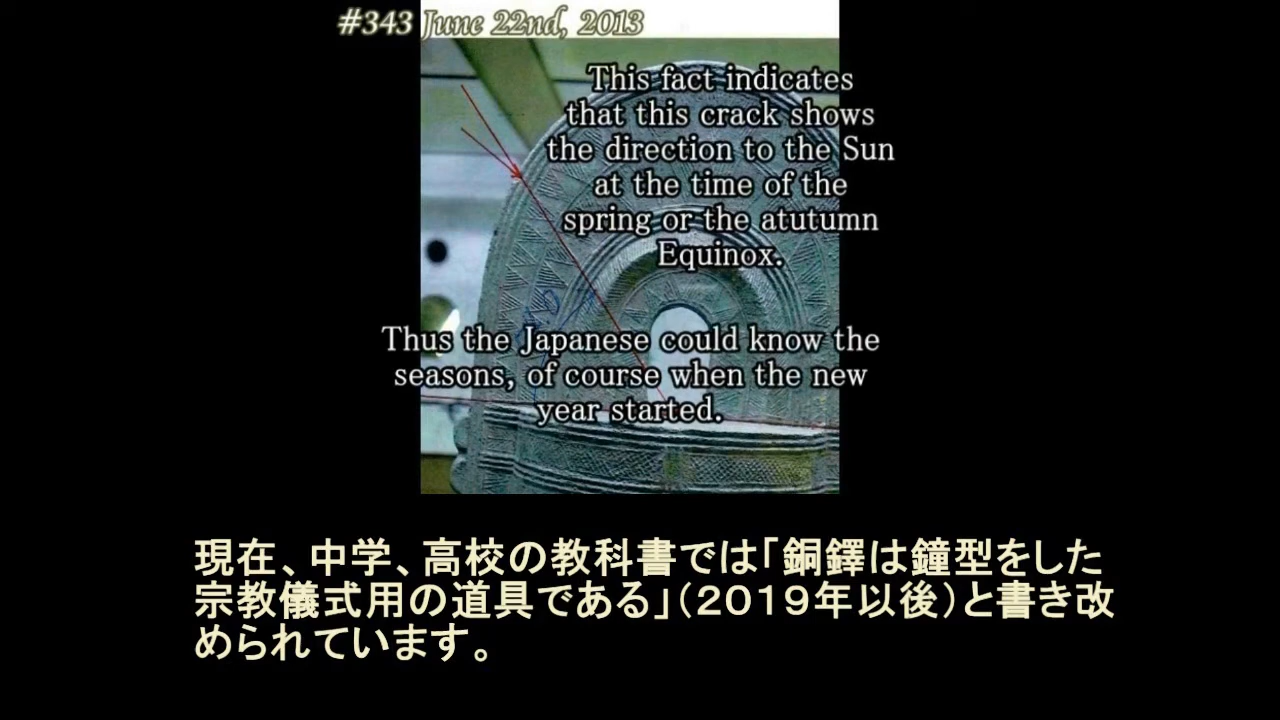 #343 June 22nd, 2013
This fact indicates
that this crack shows
the direction to the Sun
at the time of the
spring or the atutumn
Equinox.
Thus the Japanese could know the
seasons, of course when the new
year started.
現在、中学、高校の教科書では「銅鐸は鐘型をした
宗教儀式用の道具である」（２０１９年以後）と書き改
められています。